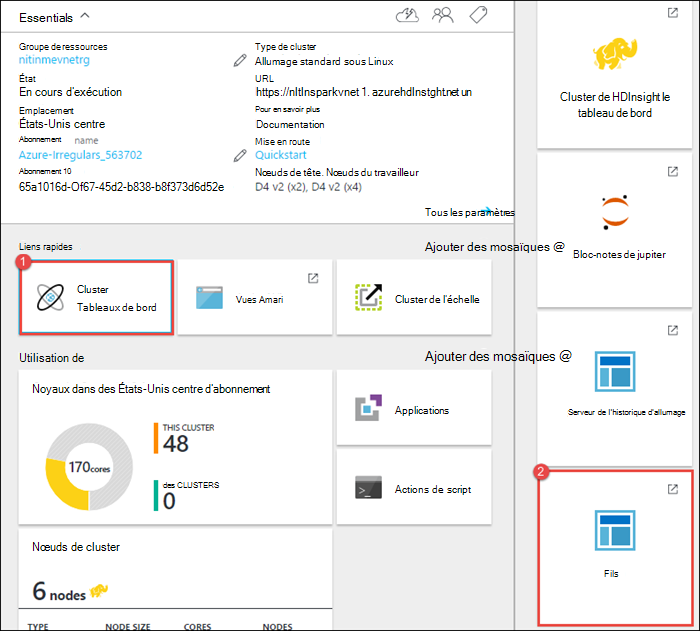 Essentials
Groupe de ressources
nitinmevnetrg
État
En cours d'exécution
Emplacement
États-Unis centre
Abonnement name
Azure-Irregulars_563702
Abonnement 10
65a1016d-Of67-45d2-b838-b8f373d6d52e
Type de cluster
Allumage standard sous Linux
URL
https://nItInsparkvnet 1. azurehdInstght.net un
Pour en savoir plus
Documentation
Mise en route
Quickstart
Nœuds de tête. Nœuds du travailleur
D4 v2 (x2), D4 v2 (x4)
Tous les paramètres
Liens rapides
Ajouter des mosaïques @
1
Cluster
Tableaux de bord
Vues Amari
Cluster de l'échelle
Utilisation de
Ajouter des mosaïques @
Noyaux dans des États-Unis centre d'abonnement
170cores
THIS CLUSTER
48
des CLUSTERS
0
Applications
Actions de script
Nœuds de cluster
6 nodes
TYPE NODE SIZE CORES NODES
Cluster de HDInsight le
tableau de bord
Bloc-notes de jupiter
Serveur de l'historique d'allumage
2
Fils